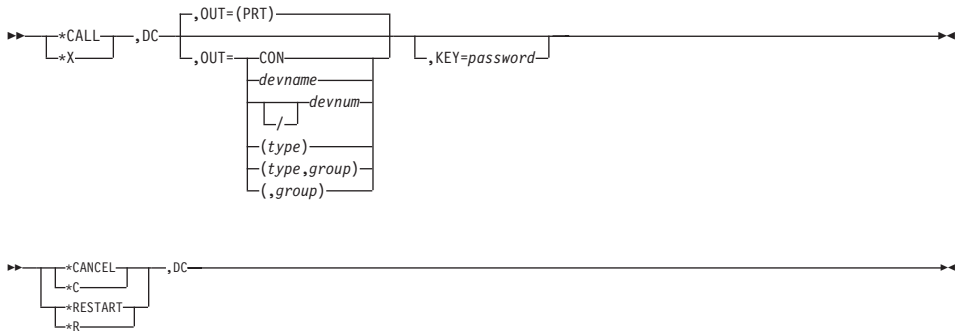 ,OUT=(PRT)
*CALL ,DC
*X ,OUT= CON ,KEY=password
devname
devnum
/
(type)
(type,group)
(,group)
*CANCEL ,DC
*C
*RESTART
*R